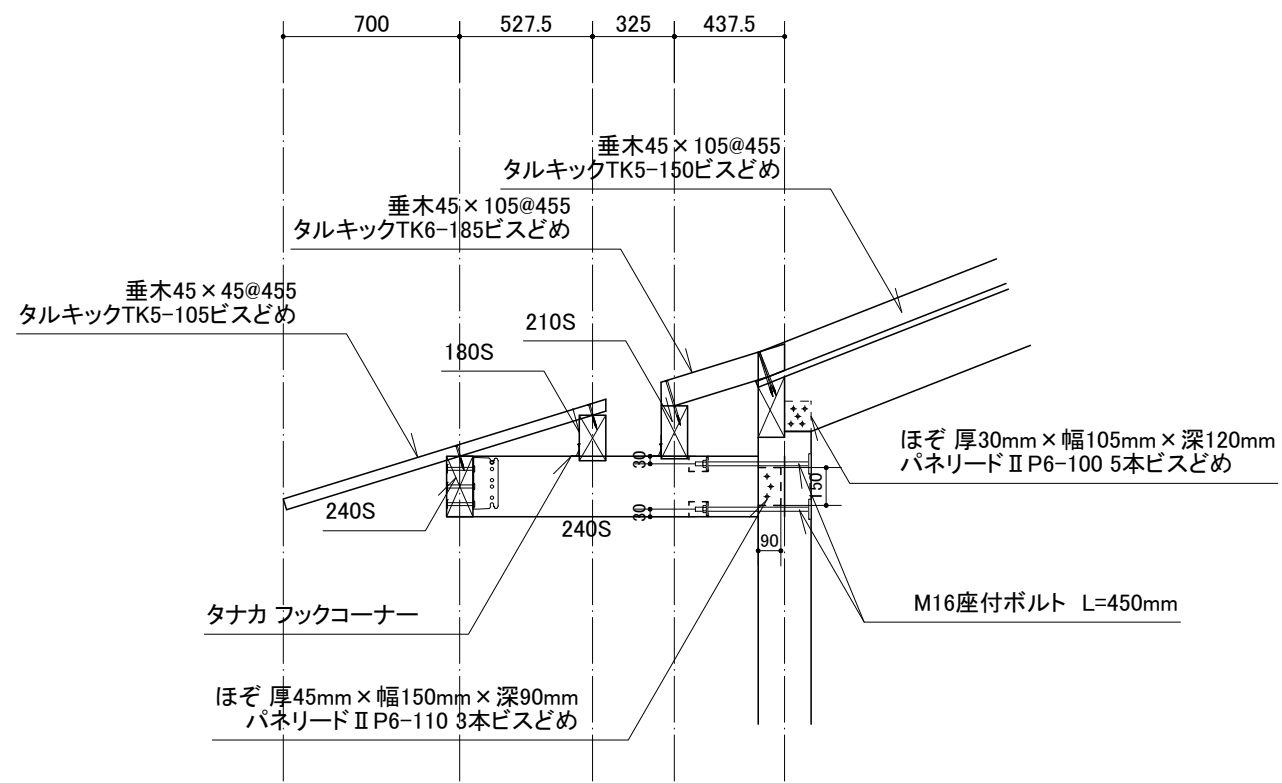 700
527.5
325
437.5
垂木45×105@455
タルキックTK5-150ビスどめ
垂木45×105@455
タルキックTK6-185ビスどめ
垂木45×45@455
タルキックTK5-105ビスどめ
210S
180S
ほぞ 厚30mm×幅105mm×深120mm
パネリードⅡP6-100 5本ビスどめ
30
150
240S
30
240S
90
タナカ フックコーナー
M16座付ボルト L=450mm
ほぞ 厚45mm×幅150mm×深90mm
パネリードⅡP6-110 3本ビスどめ